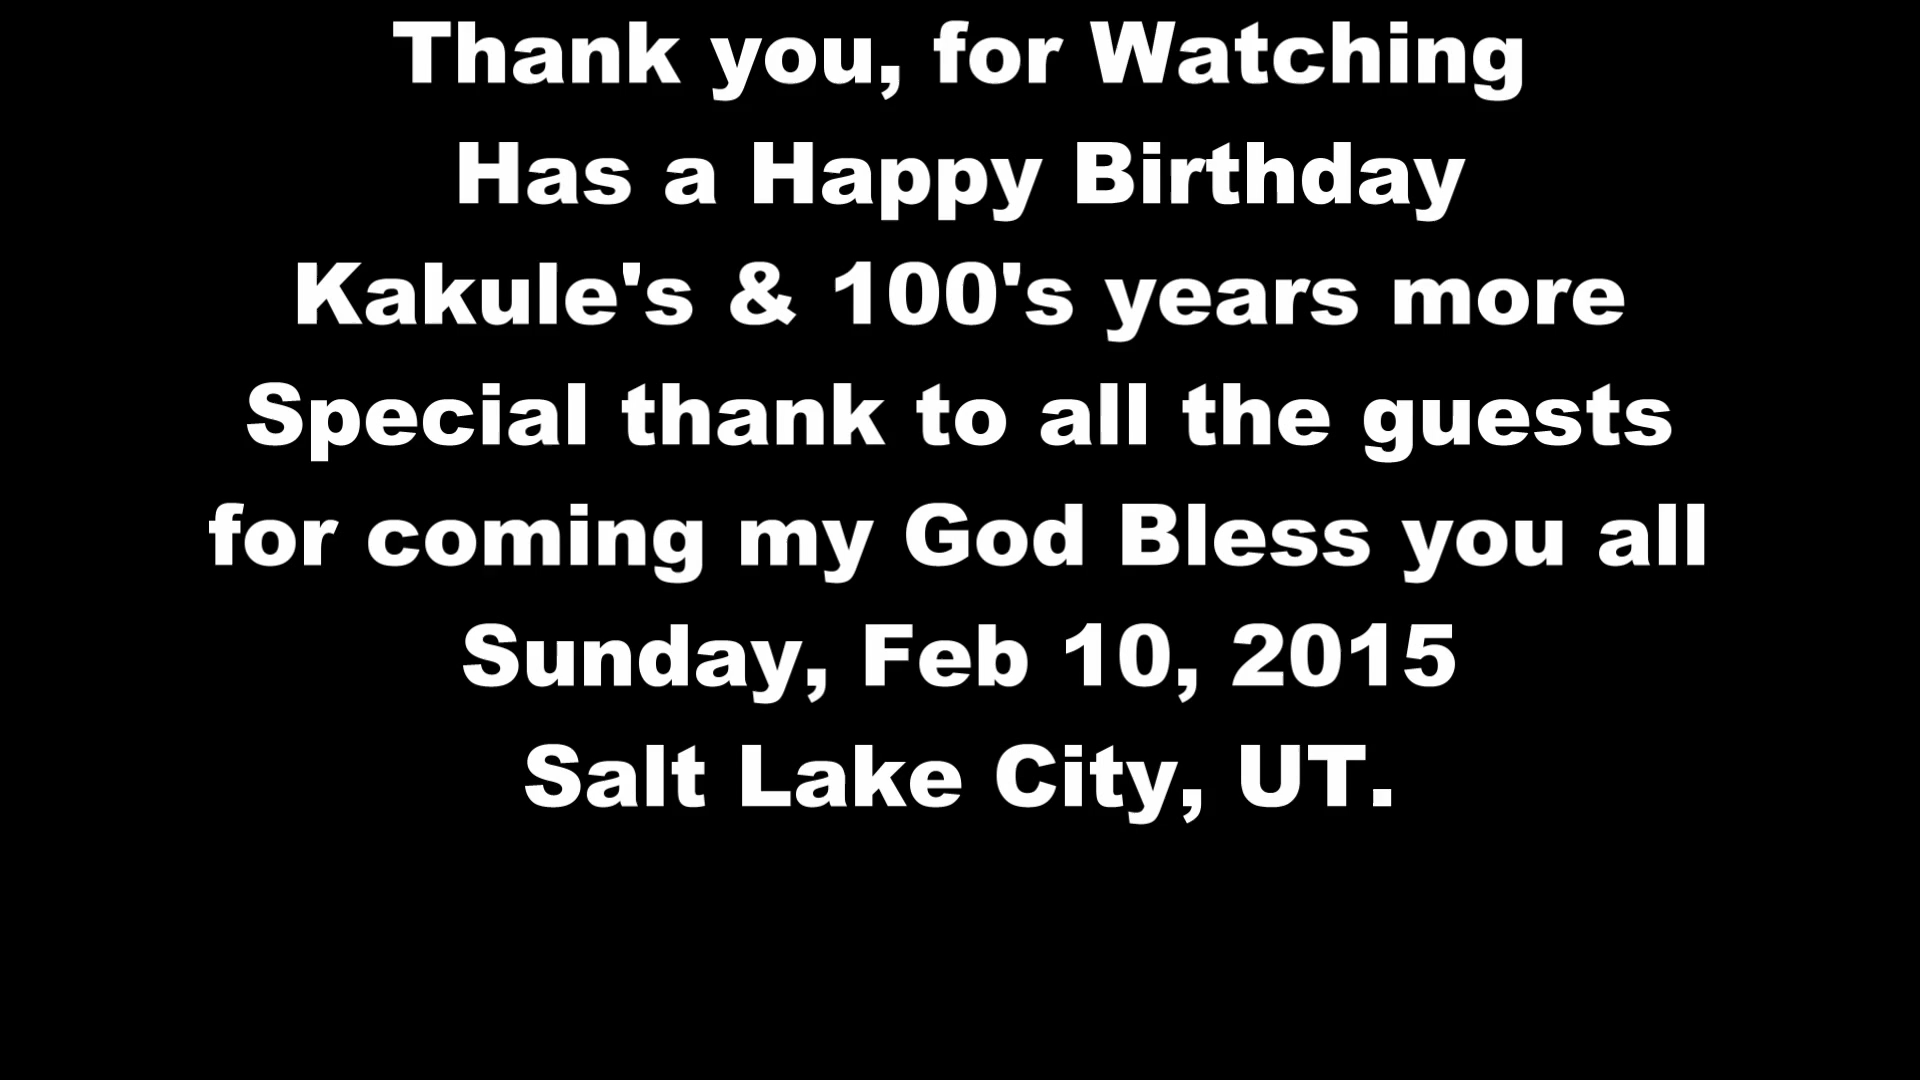 Thank you, for Watching
Has a Happy Birthday
Kakule's & 100's years more
Special thank to all the guests
for coming my God Bless you all
Sunday, Feb 10, 2015
Salt Lake City, UT.